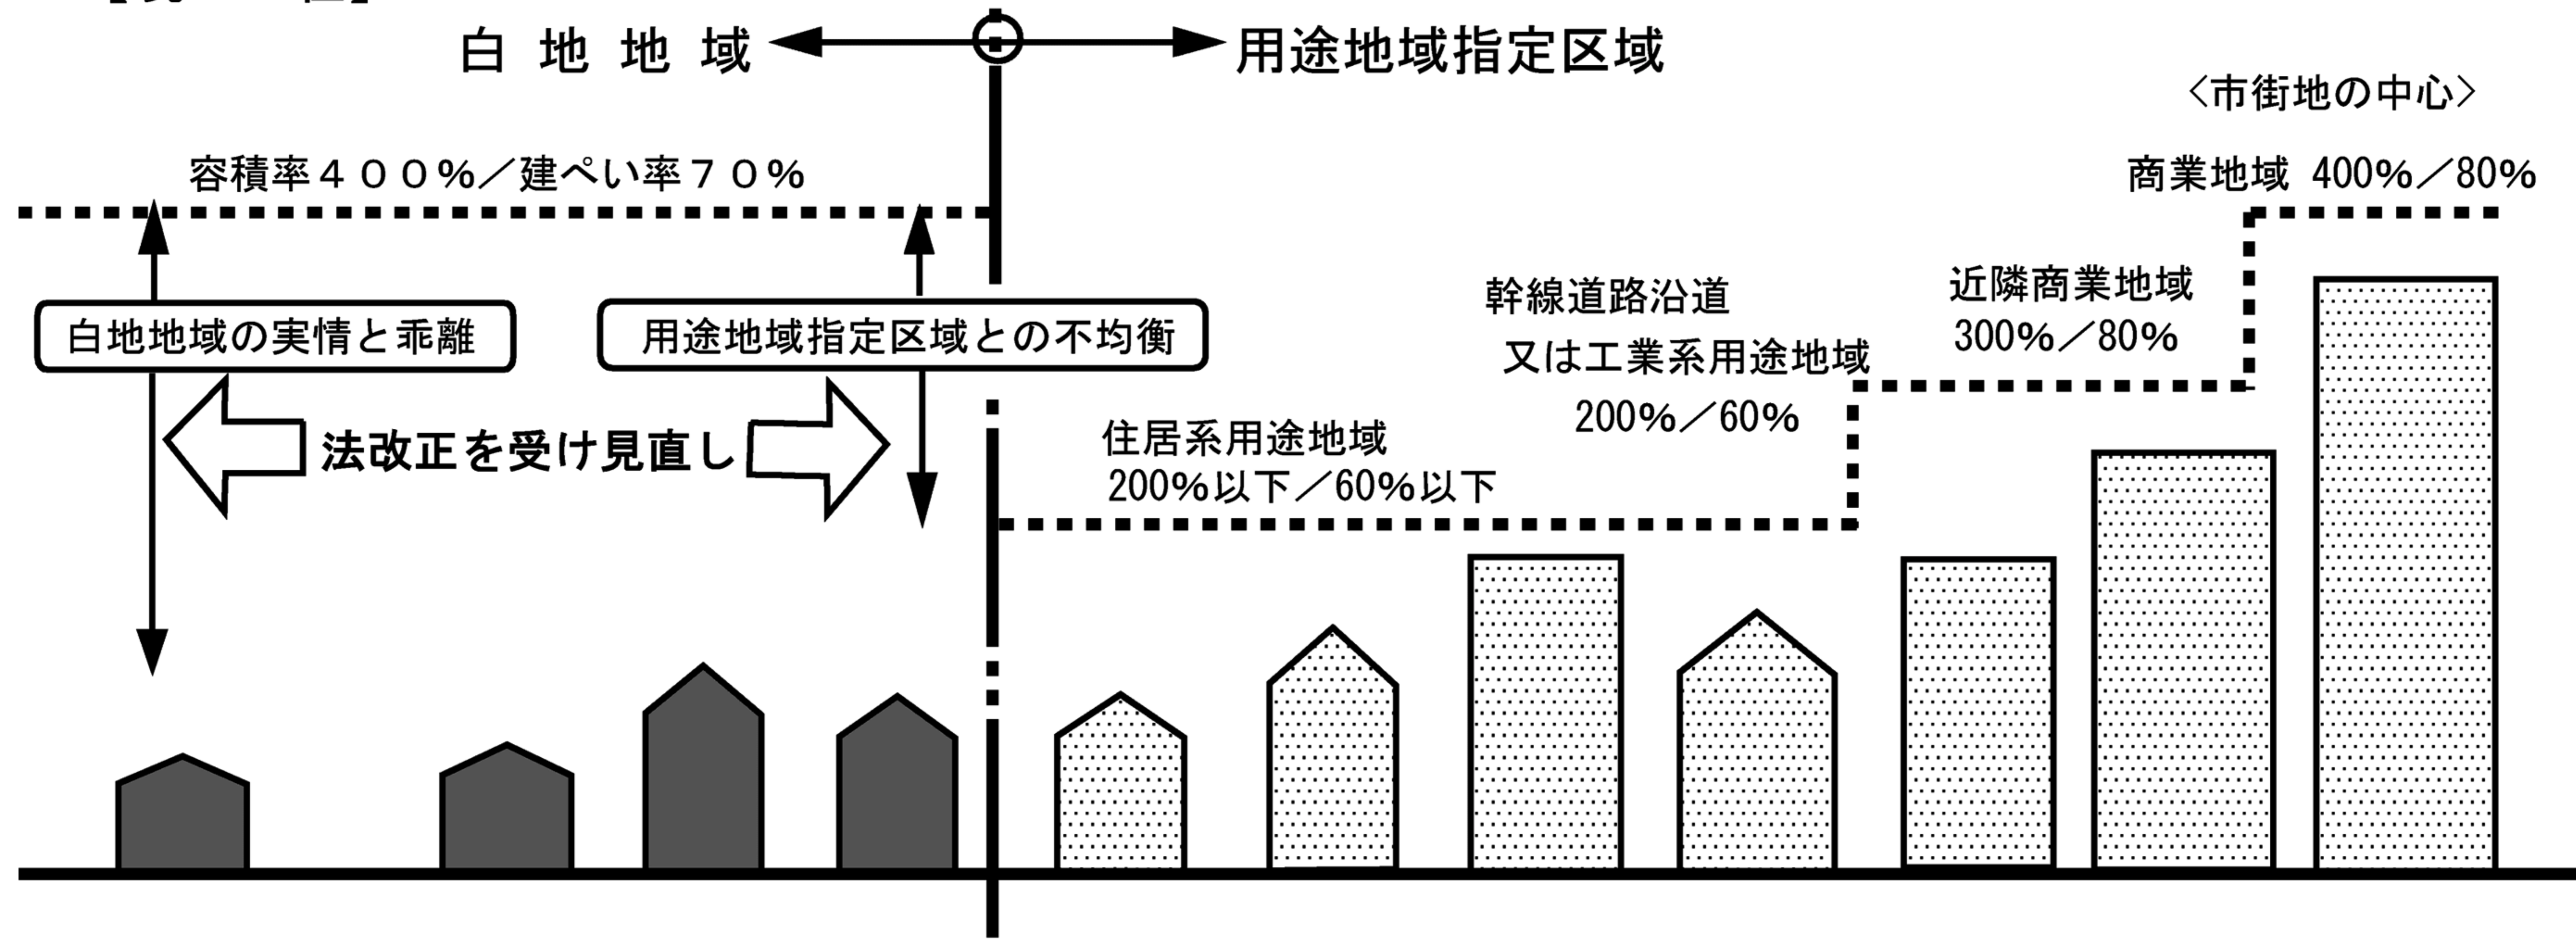 白地地域
用途地域指定区域
〈市街地の中心〉
容積率４００％／建ぺい率７０％
商業地域 400％／80％
近隣商業地域
300％／80％
幹線道路沿道
又は工業系用途地域
200％／60％
白地地域の実情と乖離
用途地域指定区域との不均衡
法改正を受け見直し
住居系用途地域
200％以下／60％以下